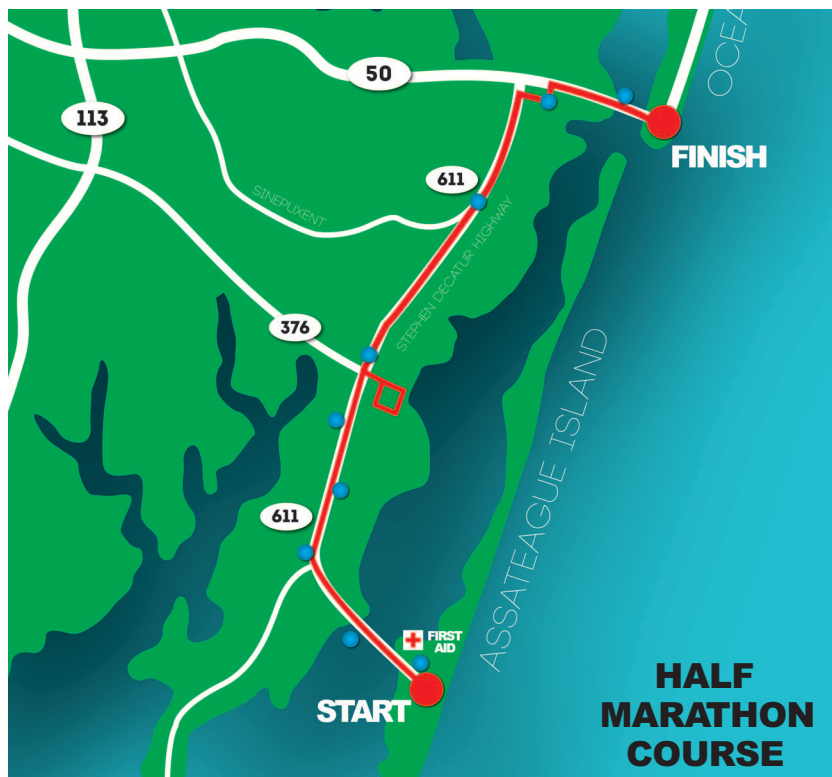 50
OCEA
113
FINISH
611
SINEPUXENT
STEPHEN DECATUR HIGHWAY
376
ASSATEAGUE ISLAND
611
FIRST
AID
START
HALF
MARATHON
COURSE